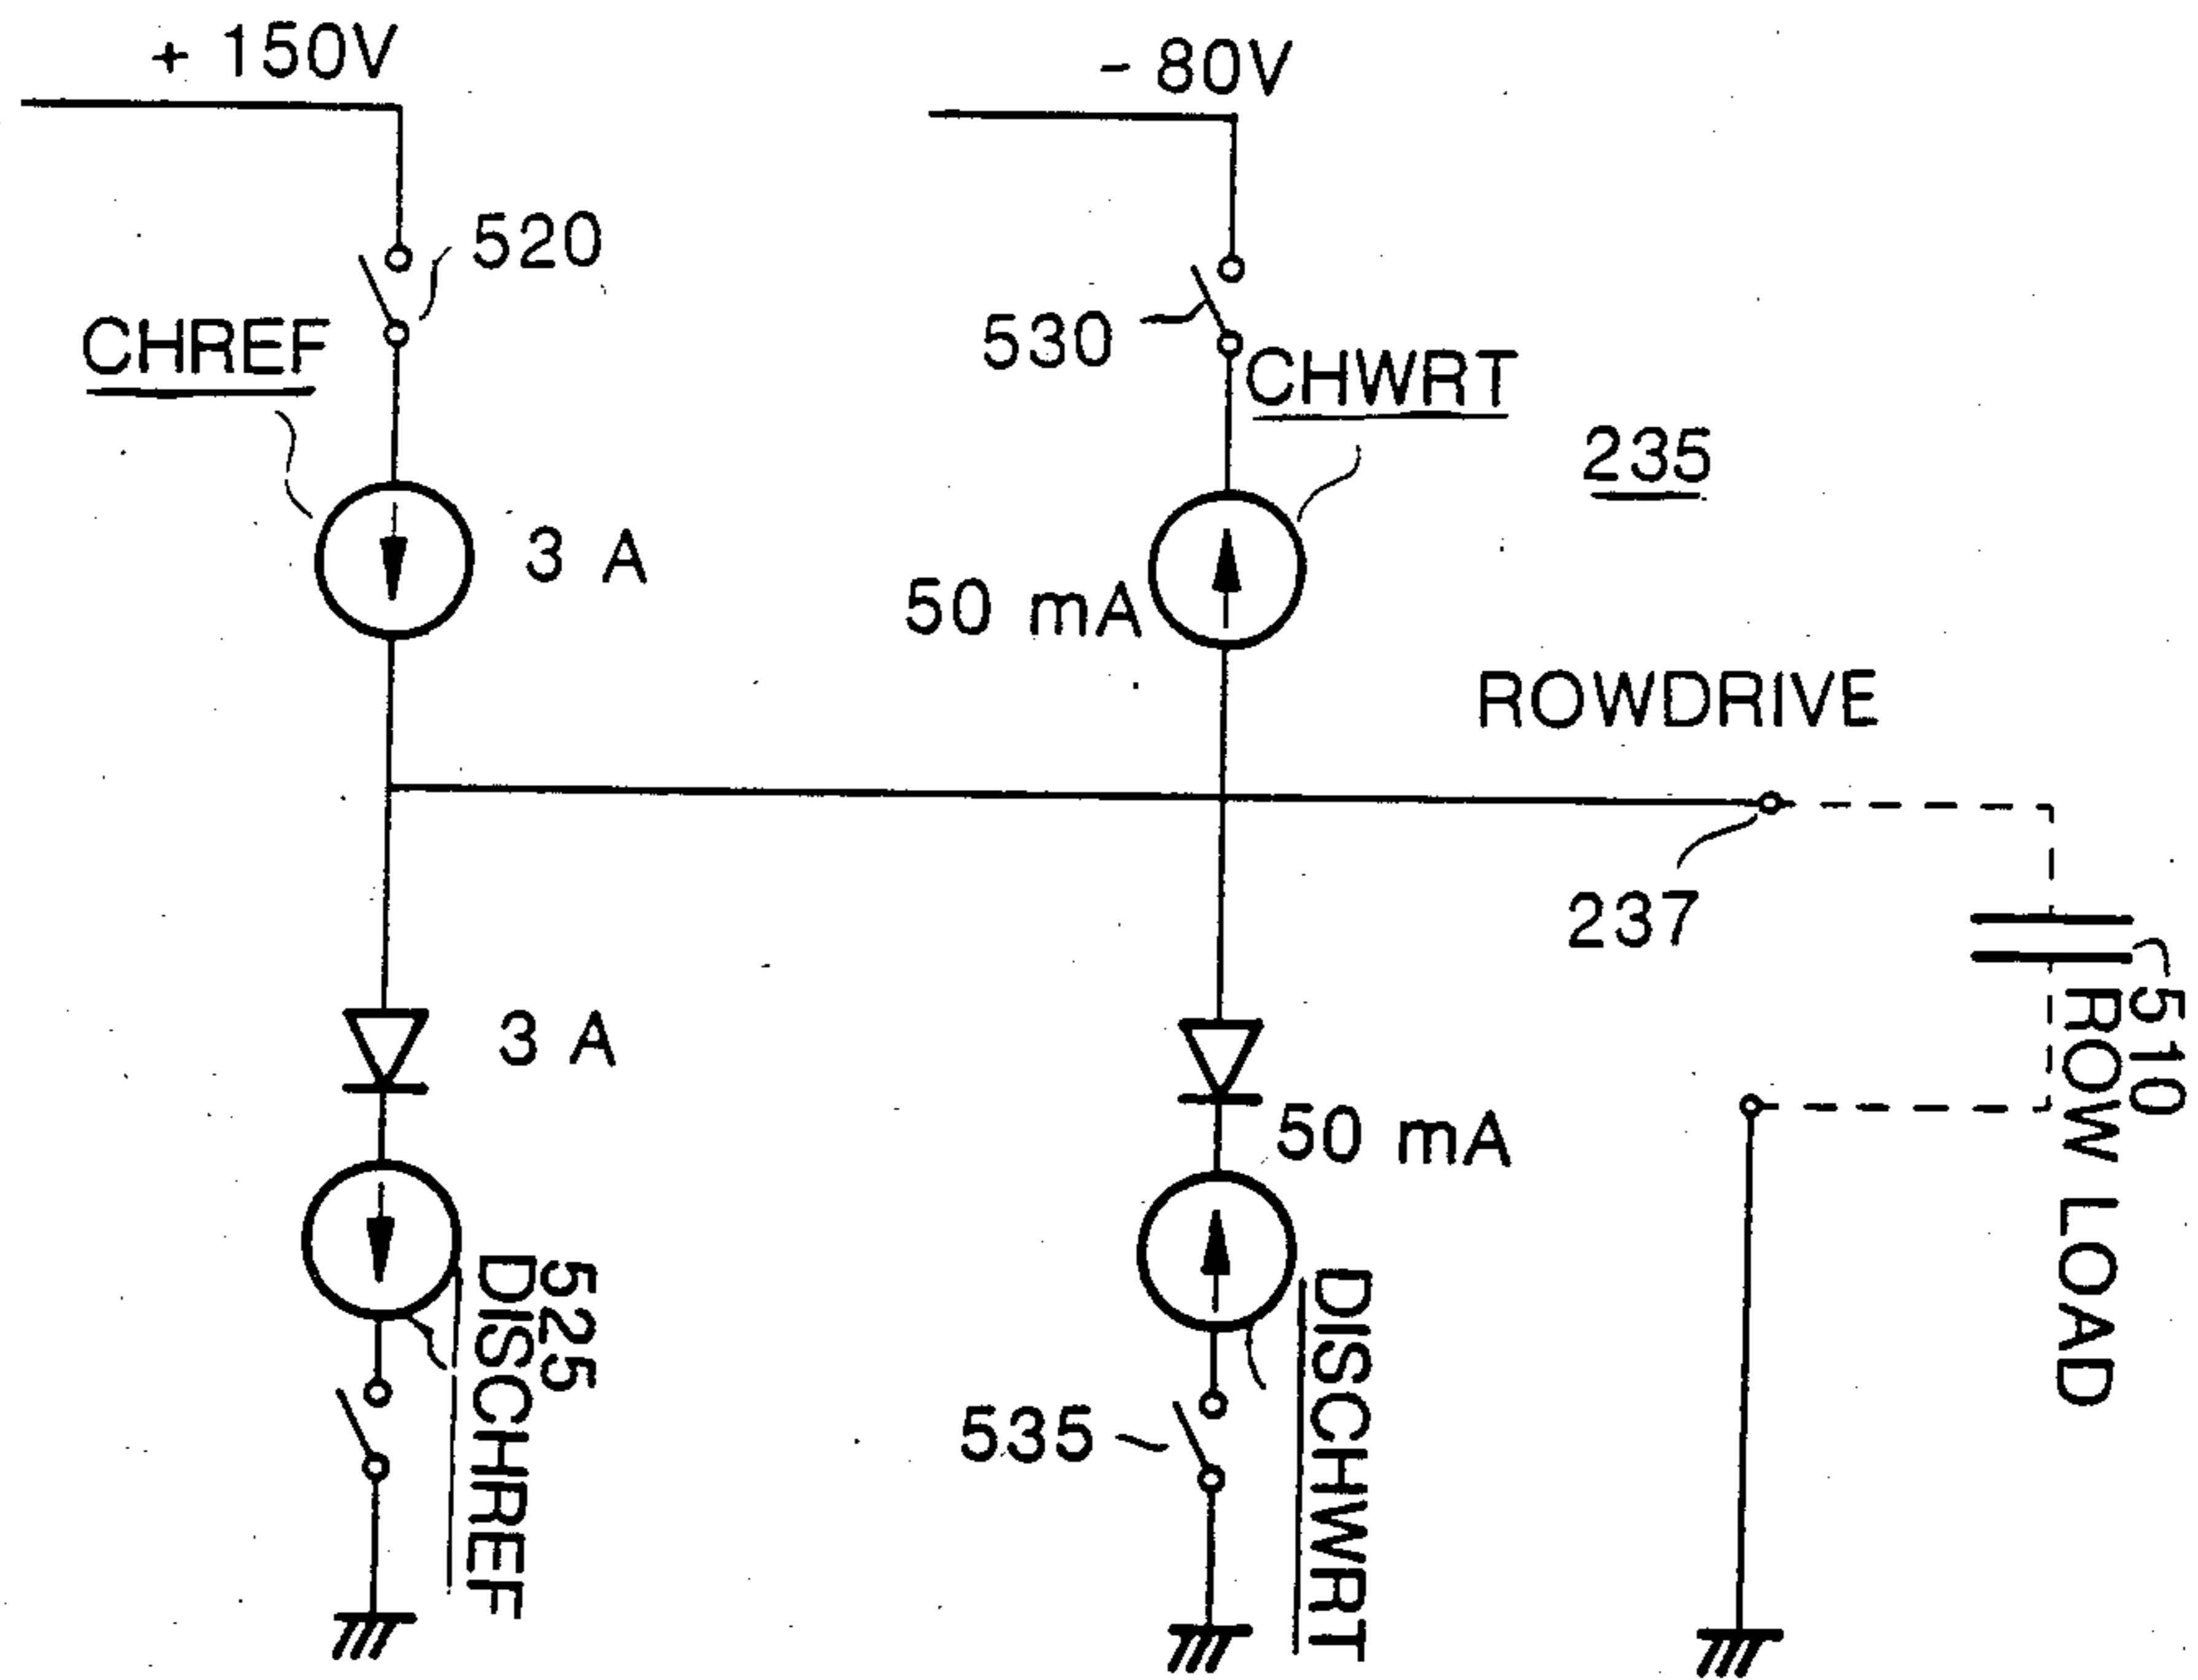 + 150V
- 80V
520
530
CHREF
CHWRT
235
3 A
50 mA
ROWDRIVE
237
510
ROW LOAD
3 A
50 mA
525
DISCHREF
535
DISCHWRT